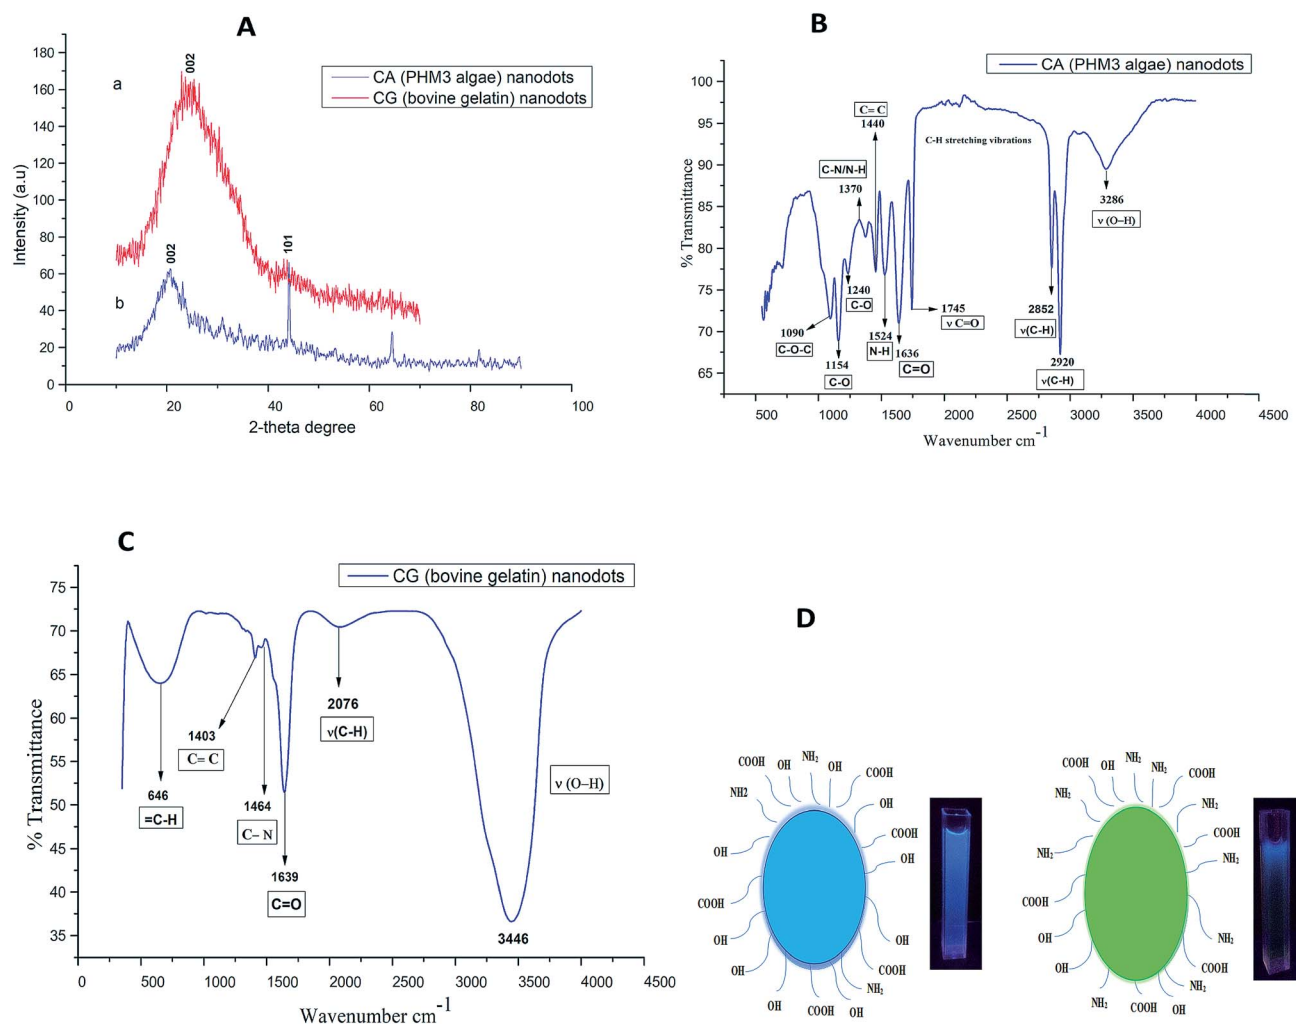 A
Intensity (a.u)
180
160
140
120
100
80
60
40
20
0
a
b
002
002
101
CA (PHM3 algae) nanodots
CG (bovine gelatin) nanodots
0
20
40
60
80
100
2-theta degree
B
% Transmittance
100
95
90
85
80
75
70
65
CA (PHM3 algae) nanodots
C=C
1440
C-H stretching vibrations
C-N/N-H
1370
3286
ν (O–H)
1240
C-O
1090
C-O-C
1154
C-O
1524
N-H
1636
C=O
1745
ν C=O
2852
ν(C-H)
2920
ν(C-H)
500
1000
1500
2000
2500
3000
3500
4000
4500
Wavenumber cm-1
C
% Transmittance
75
70
65
60
55
50
45
40
35
CG (bovine gelatin) nanodots
2076
ν(C-H)
1403
C= C
ν (O–H)
646
=C-H
1464
C– N
1639
C=O
3446
0
500
1000
1500
2000
2500
3000
3500
4000
4500
Wavenumber cm-1
D
COOH
OH
NH2
OH
COOH
NH2
OH
COOH
OH
OH
COOH
OH
OH
OH
COOH
NH2
OH
COOH
COOH
OH
NH2
NH2
COOH
NH2
COOH
NH2
NH2
COOH
OH
NH2
COOH
COOH
NH2
NH2
COOH
OH